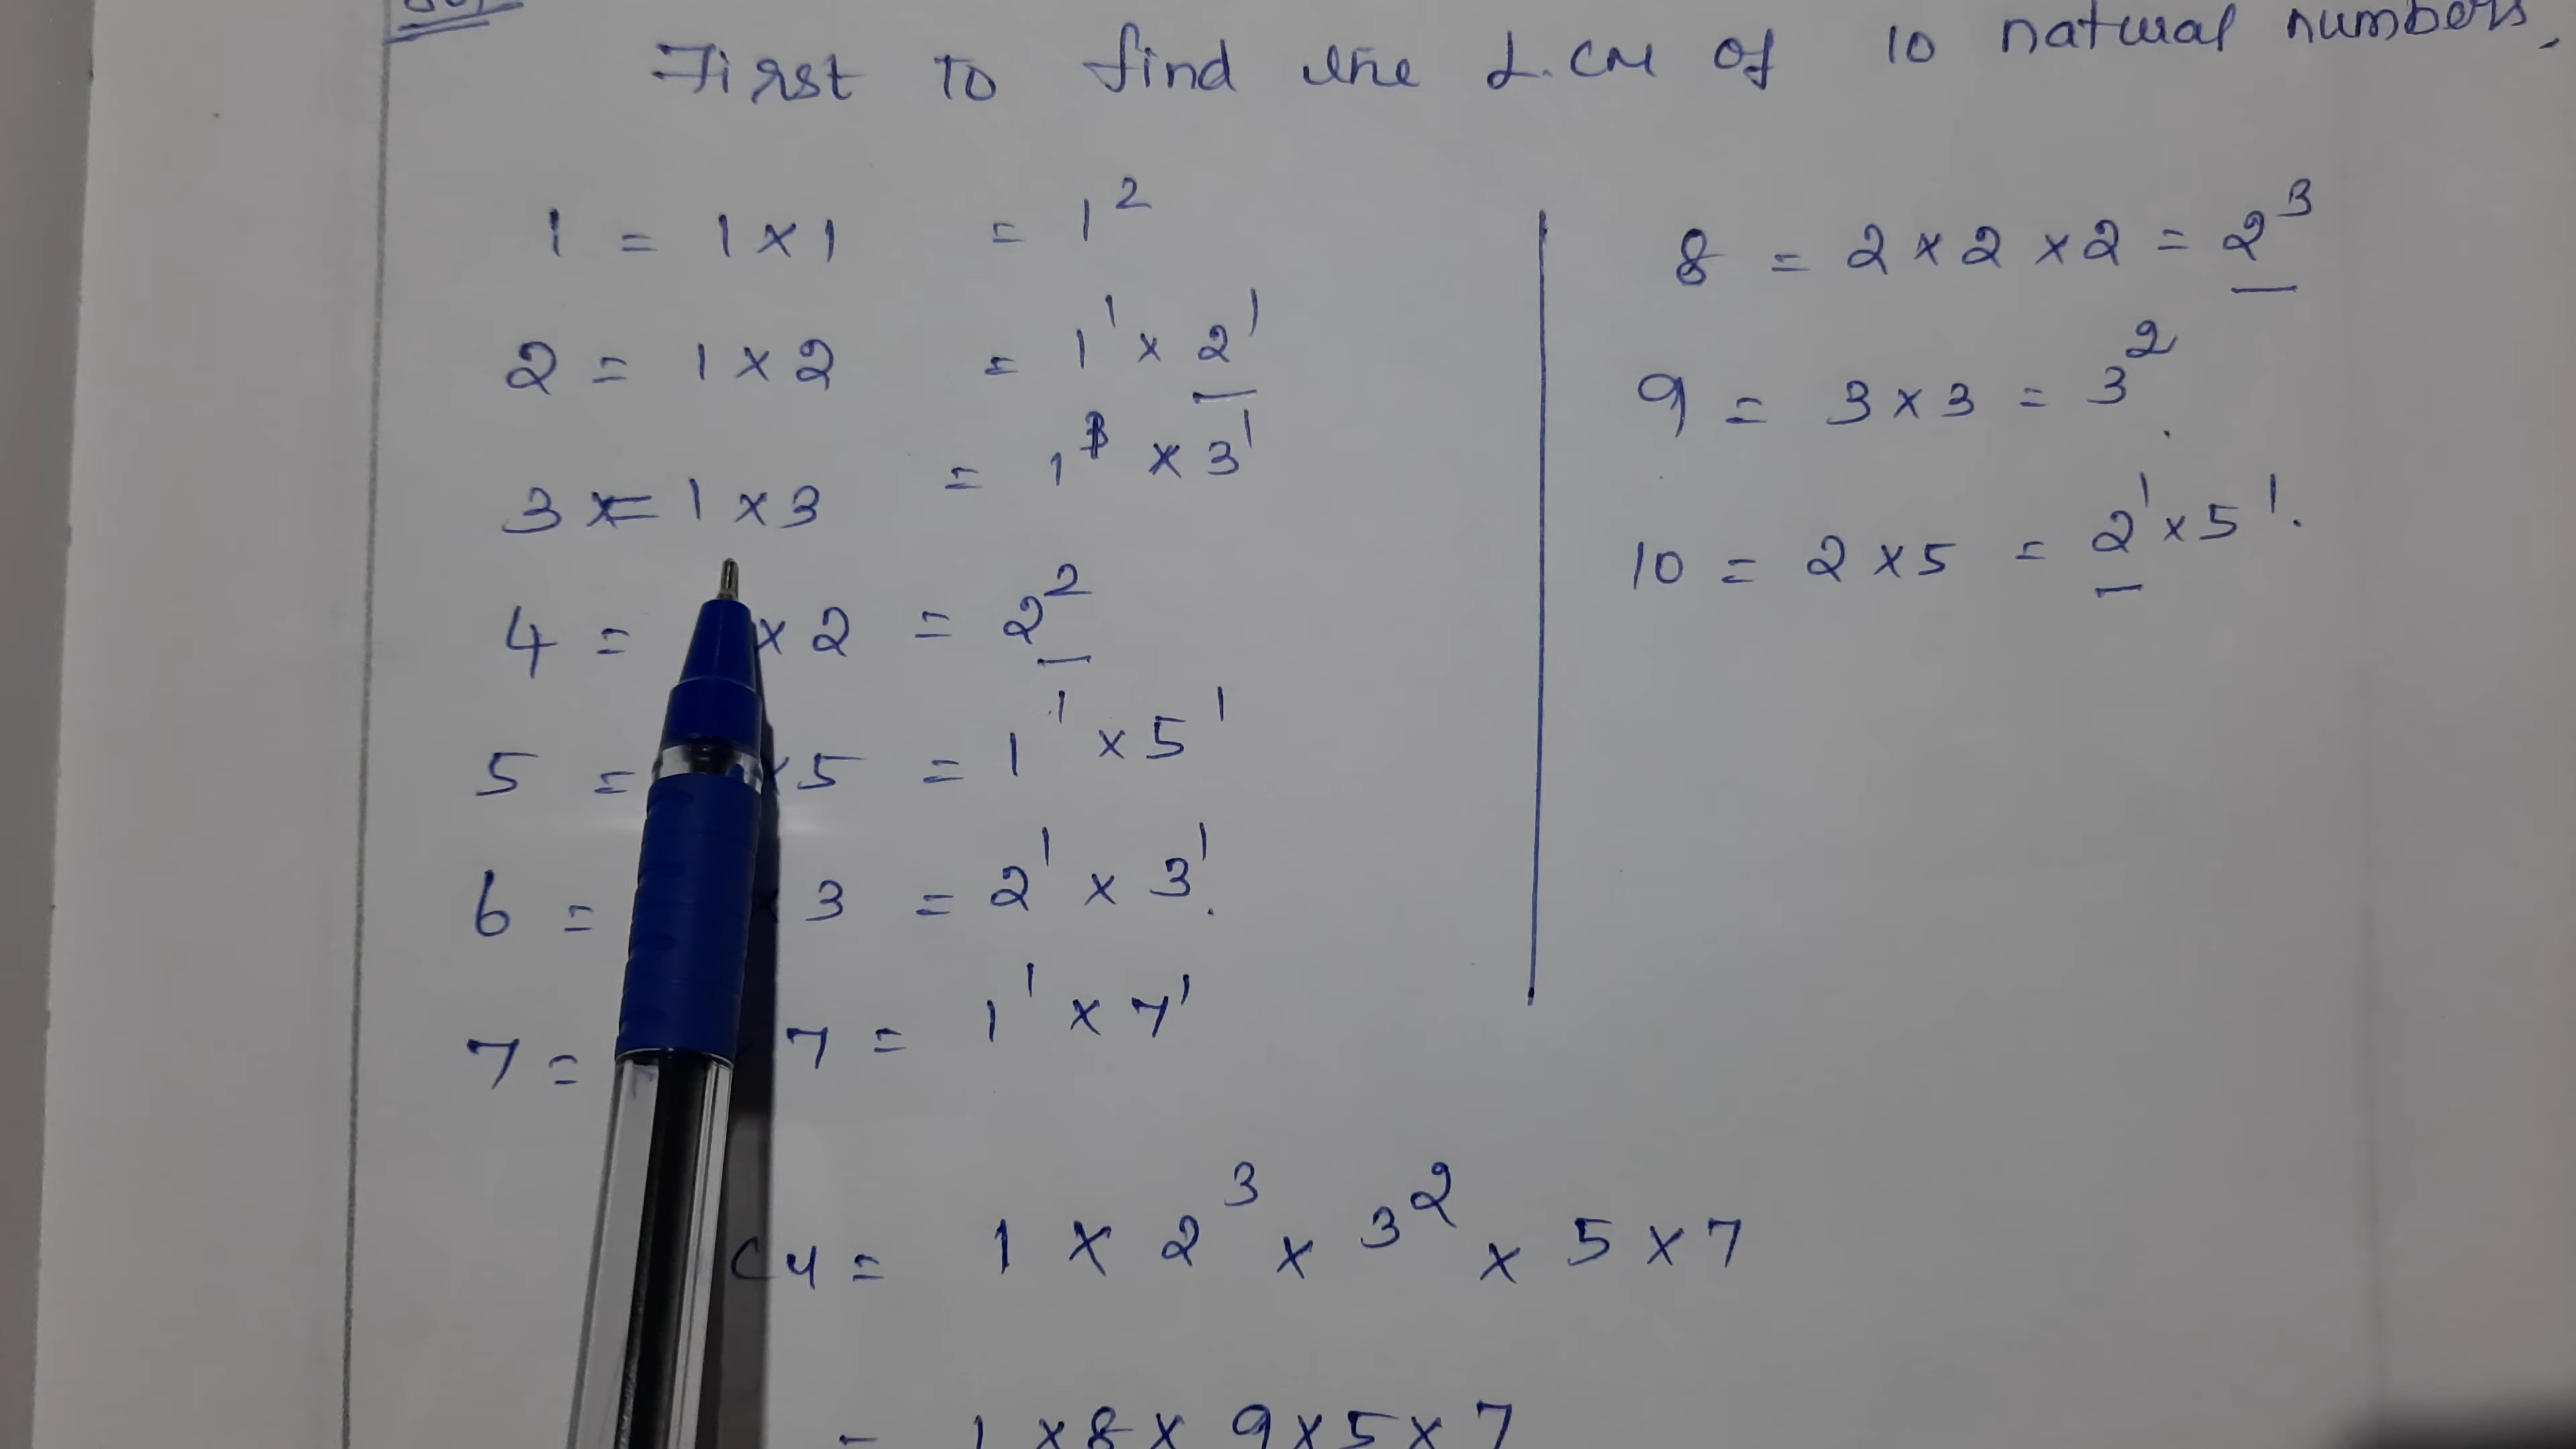 First to find the L.CM of 10 natural numbers.
1 = 1 × 1 = 1²
2 = 1 × 2 = 1¹ × 2¹
3 = 1 × 3 = 1¹ × 3¹
4 = × 2 = 2²
5 = × 5 = 1¹ × 5¹
6 = × 3 = 2¹ × 3¹.
7 = 7 = 1¹ × 7¹
8 = 2 × 2 × 2 = 2³
9 = 3 × 3 = 3²
10 = 2 × 5 = 2¹ × 5¹.
CM = 1 × 2³ × 3² × 5 × 7
= 1 × 8 × 9 × 5 × 7